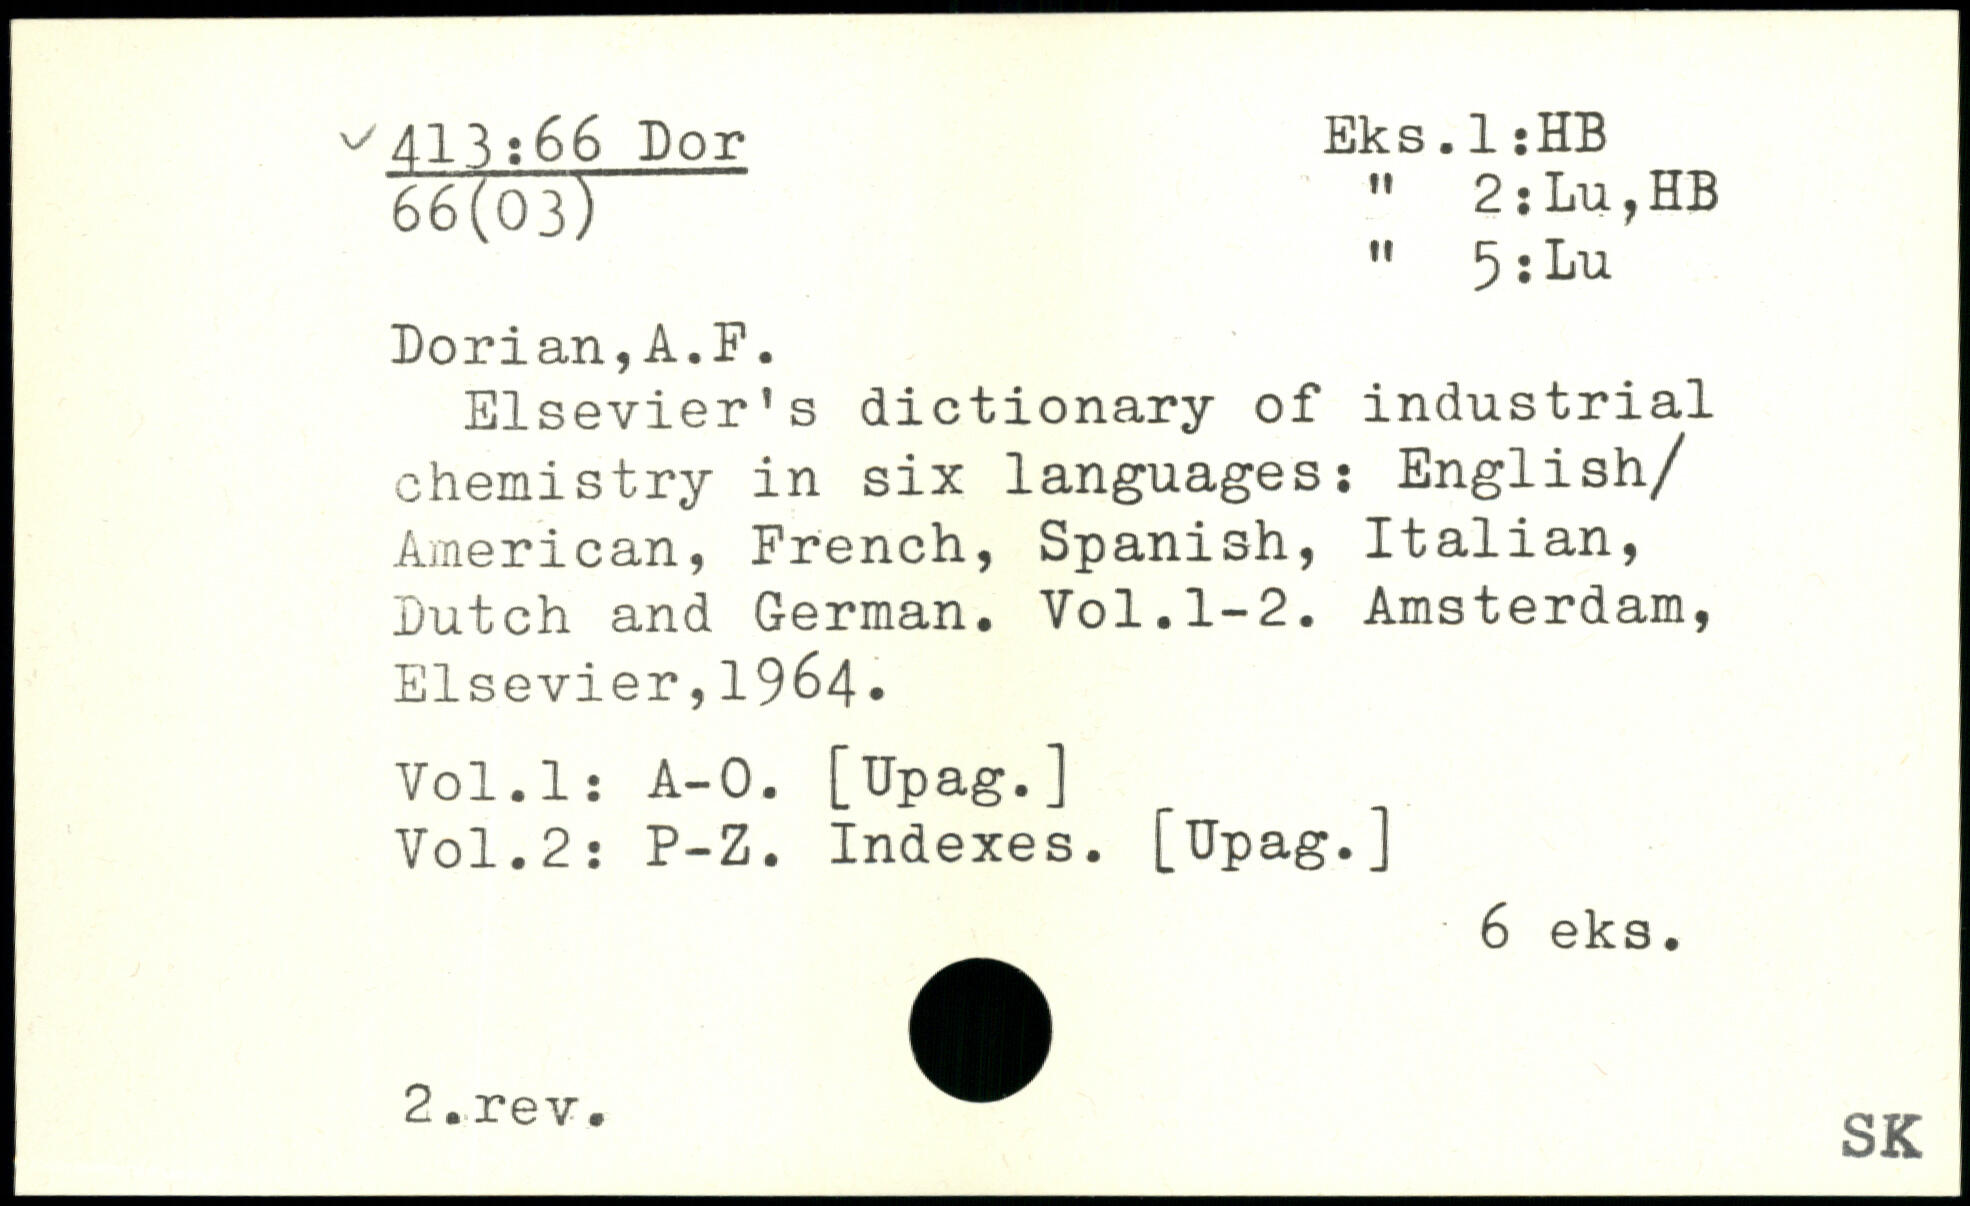 413:66 Dor
66(03)
Eks.1:HB
" 2:Lu,HB
" 5:Lu
Dorian,A.F.
Elsevier's dictionary of industrial
chemistry in six languages: English/
American, French, Spanish, Italian,
Dutch and German. Vol.1-2. Amsterdam,
Elsevier,1964.
Vol.1: A-O. [Upag.]
Vol.2: P-Z. Indexes. [Upag.]
6 eks.
2.rev.
SK